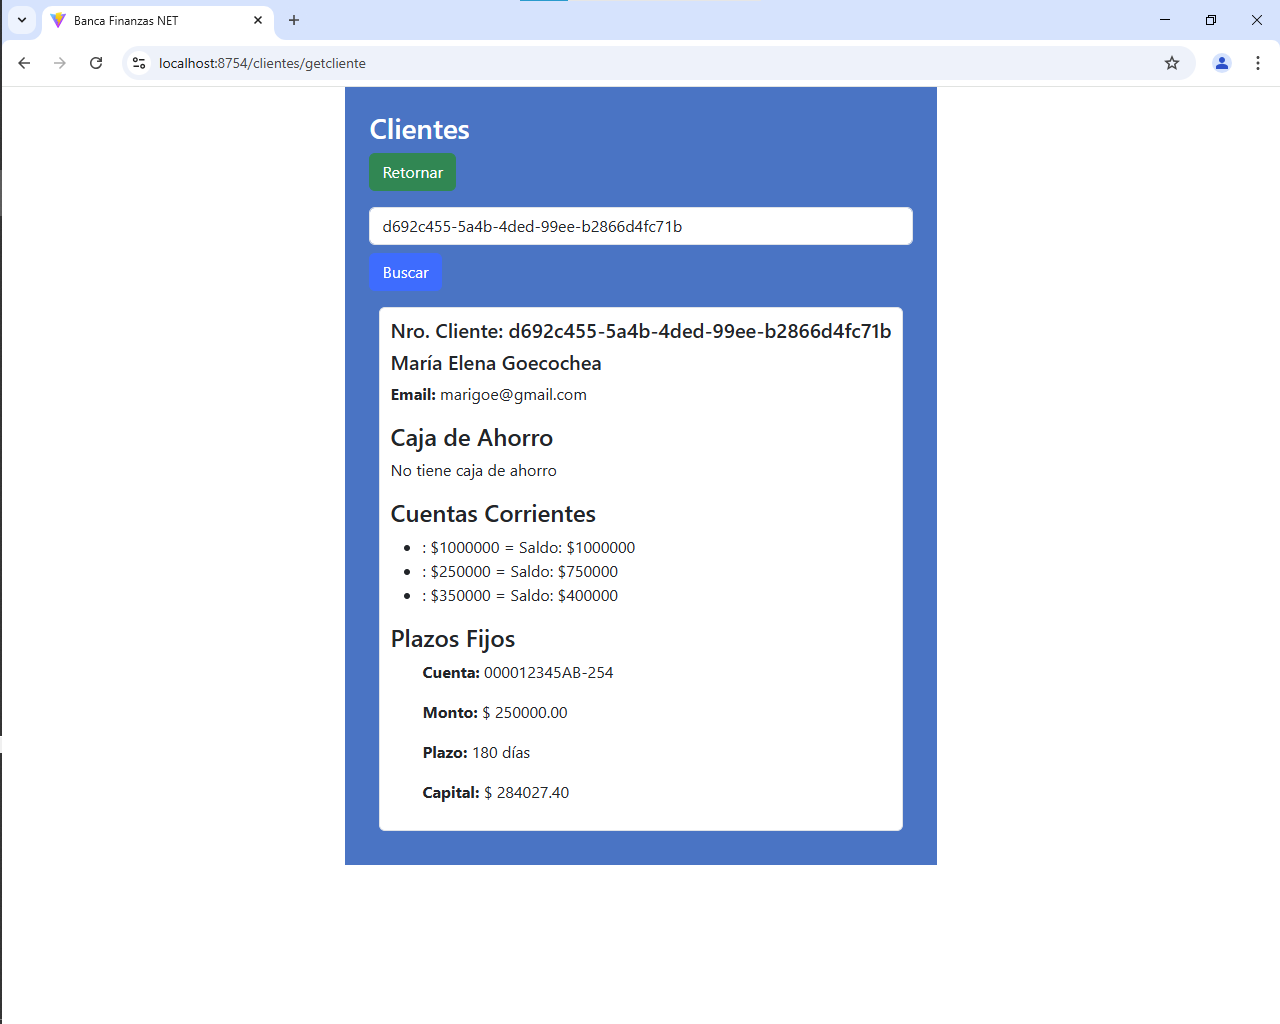 Banca Finanzas NET
localhost:8754/clientes/getcliente
Clientes
Retornar
d692c455-5a4b-4ded-99ee-b2866d4fc71b
Buscar
Nro. Cliente: d692c455-5a4b-4ded-99ee-b2866d4fc71b
María Elena Goecochea
Email: marigoe@gmail.com
Caja de Ahorro
No tiene caja de ahorro
Cuentas Corrientes
• : $1000000 = Saldo: $1000000
• : $250000 = Saldo: $750000
• : $350000 = Saldo: $400000
Plazos Fijos
Cuenta: 000012345AB-254
Monto: $ 250000.00
Plazo: 180 días
Capital: $ 284027.40